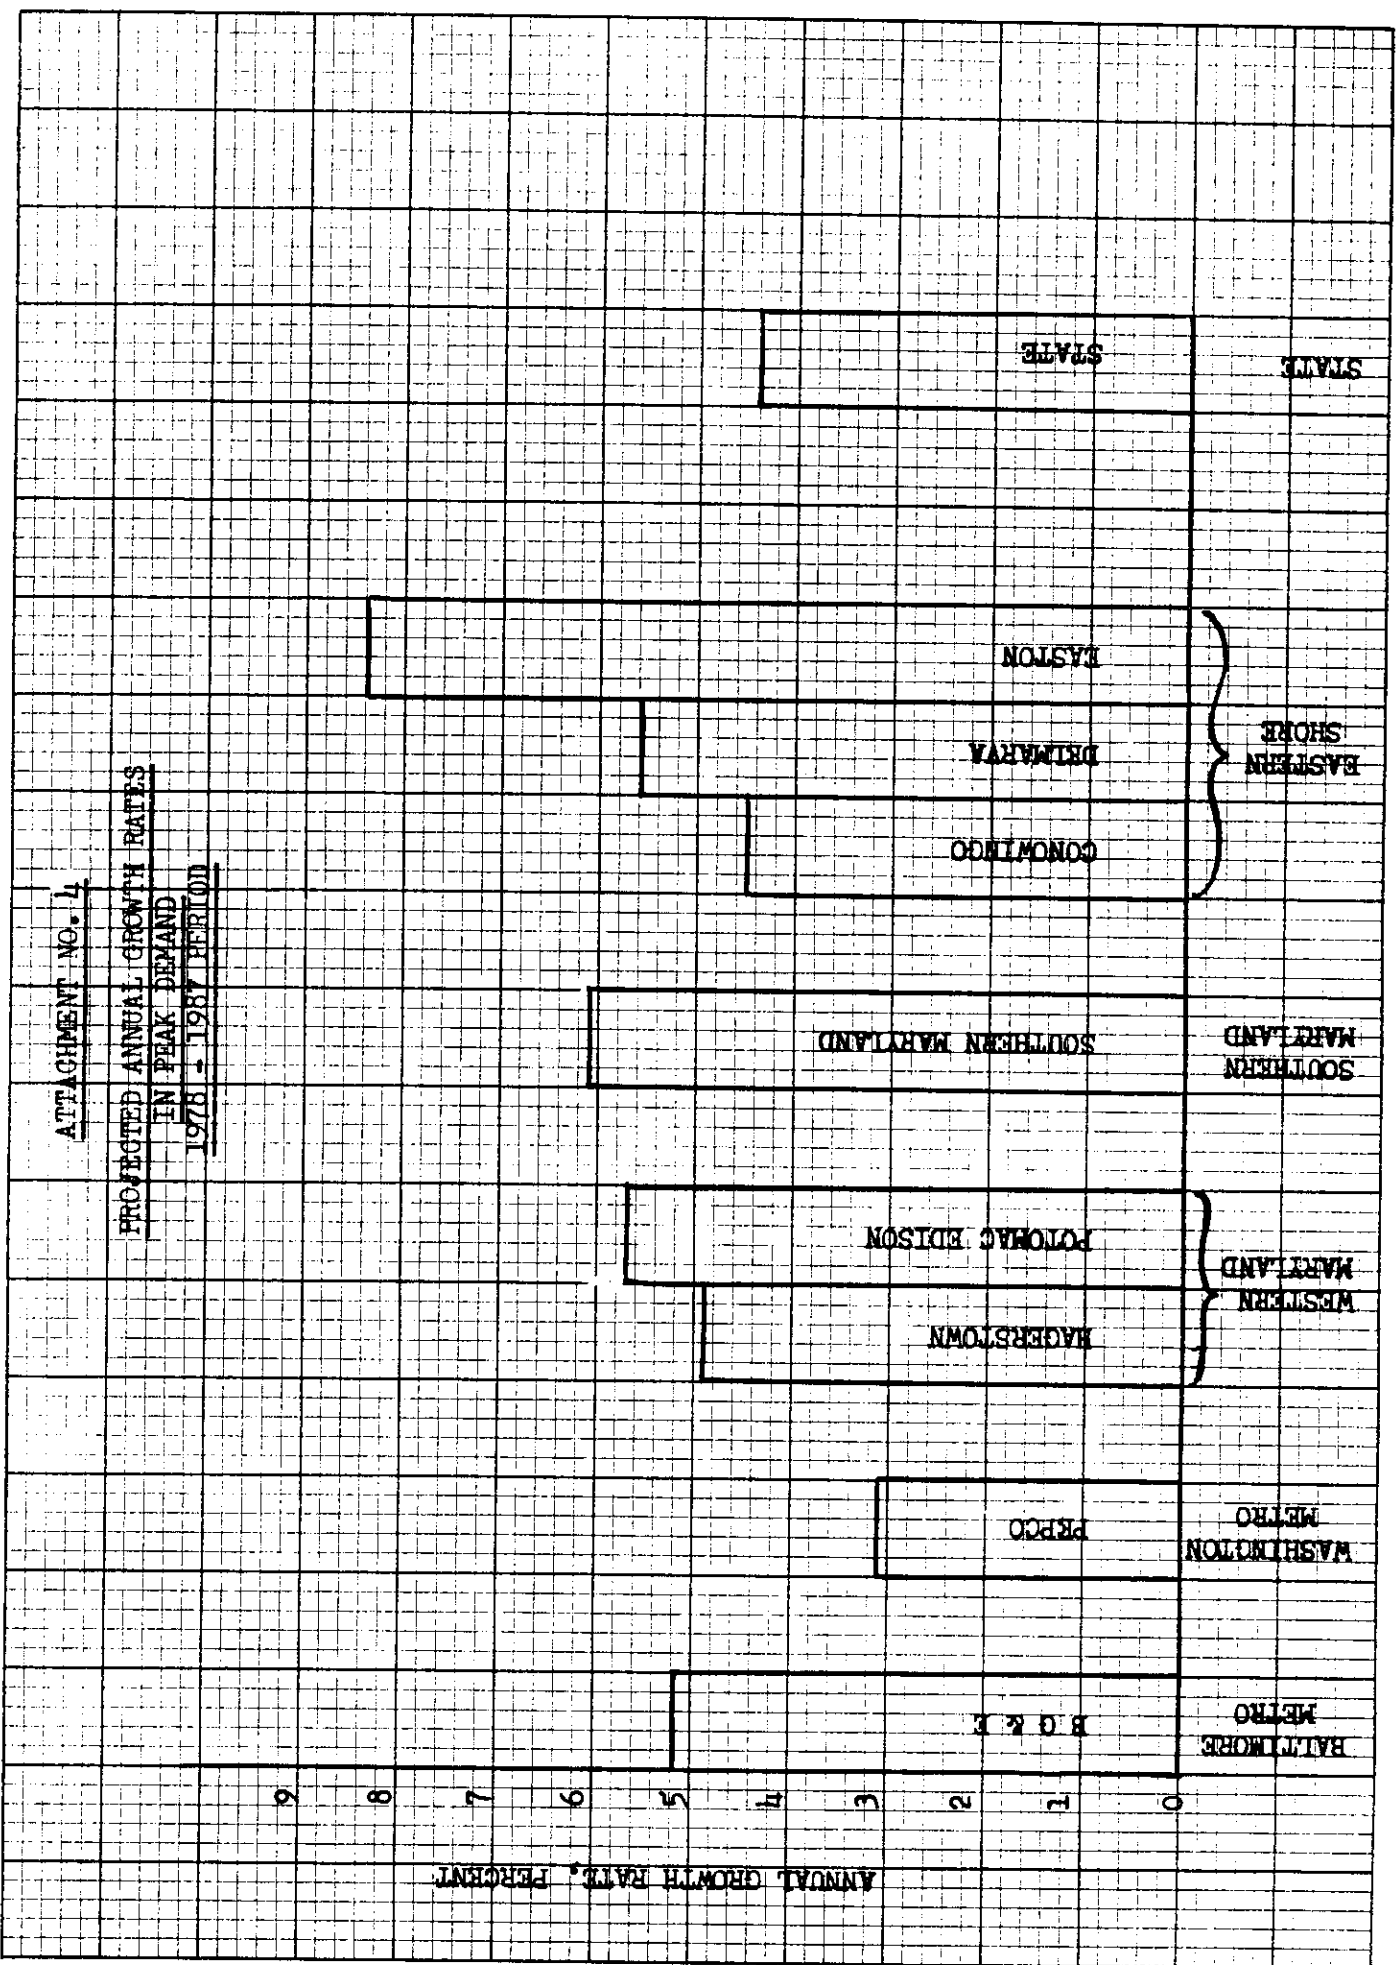 ATTACHMENT NO. 4
PROJECTED ANNUAL GROWTH RATES
IN PEAK DEMAND
1978 - 1987 PERIOD
ANNUAL GROWTH RATE, PERCENT
9
8
7
6
5
4
3
2
1
0
B G & E
PEPCO
HAGERSTOWN
POTOMAC EDISON
SOUTHERN MARYLAND
CONOWINGO
DELMARVA
EASTON
STATE
BALTIMORE
METRO
WASHINGTON
METRO
WESTERN
MARYLAND
SOUTHERN
MARYLAND
EASTERN
SHORE
STATE